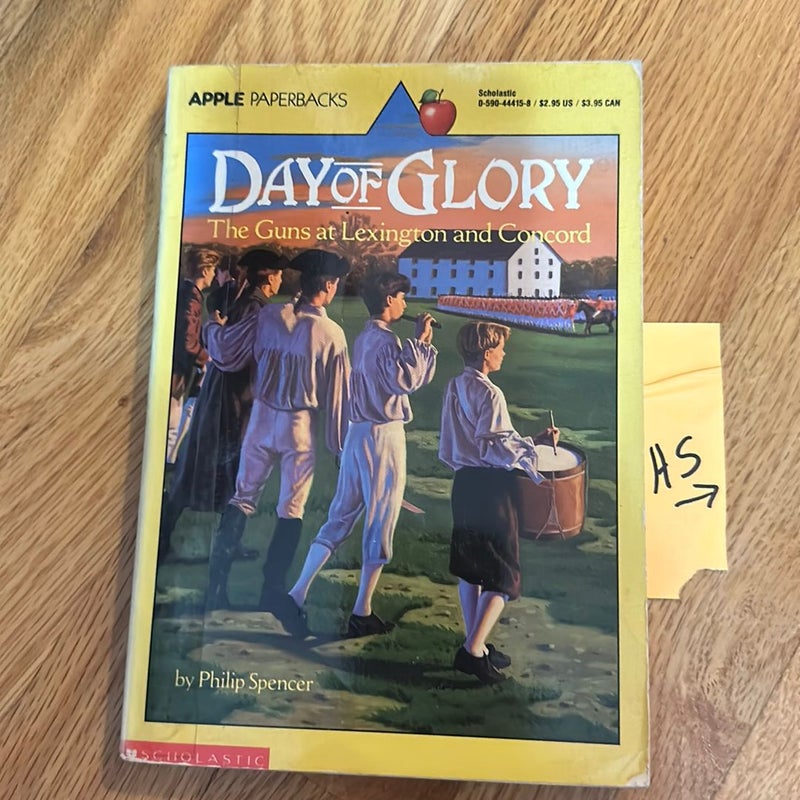 APPLE PAPERBACKS
Scholastic
0-590-44415-8 / $2.95 US / $3.95 CAN
DAY OF GLORY
The Guns at Lexington and Concord
HS
→
by Philip Spencer
SCHOLASTIC